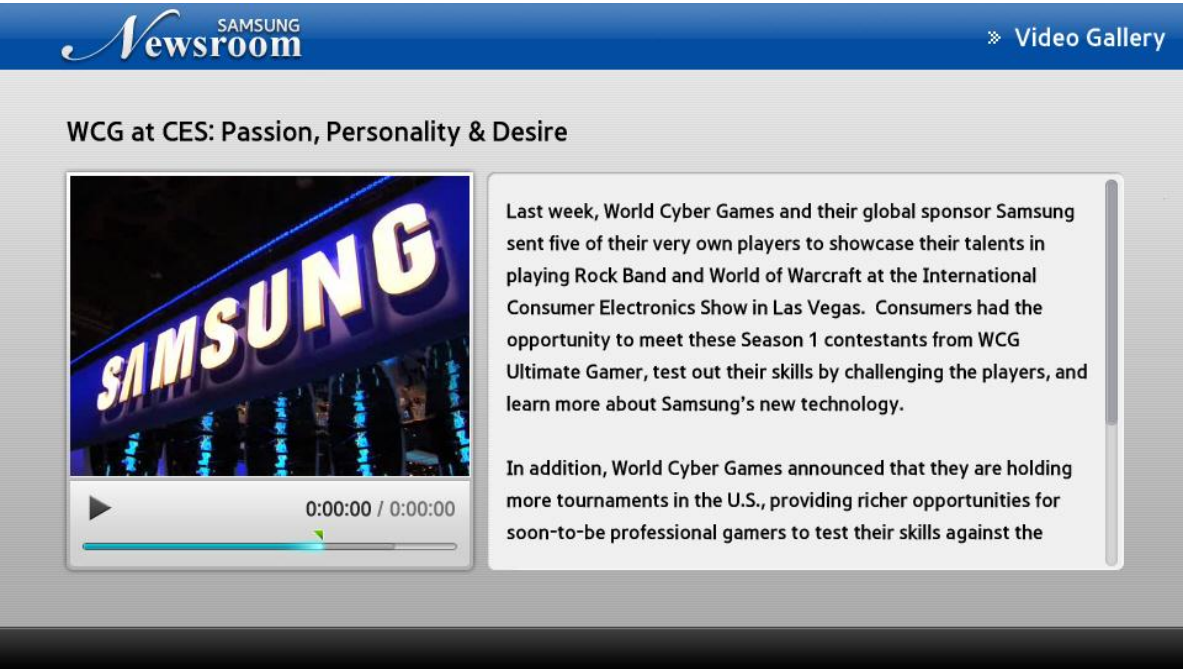 SAMSUNG
Newsroom
» Video Gallery
WCG at CES: Passion, Personality & Desire
SAMSUNG
0:00:00 / 0:00:00
Last week, World Cyber Games and their global sponsor Samsung
sent five of their very own players to showcase their talents in
playing Rock Band and World of Warcraft at the International
Consumer Electronics Show in Las Vegas.  Consumers had the
opportunity to meet these Season 1 contestants from WCG
Ultimate Gamer, test out their skills by challenging the players, and
learn more about Samsung's new technology.
In addition, World Cyber Games announced that they are holding
more tournaments in the U.S., providing richer opportunities for
soon-to-be professional gamers to test their skills against the